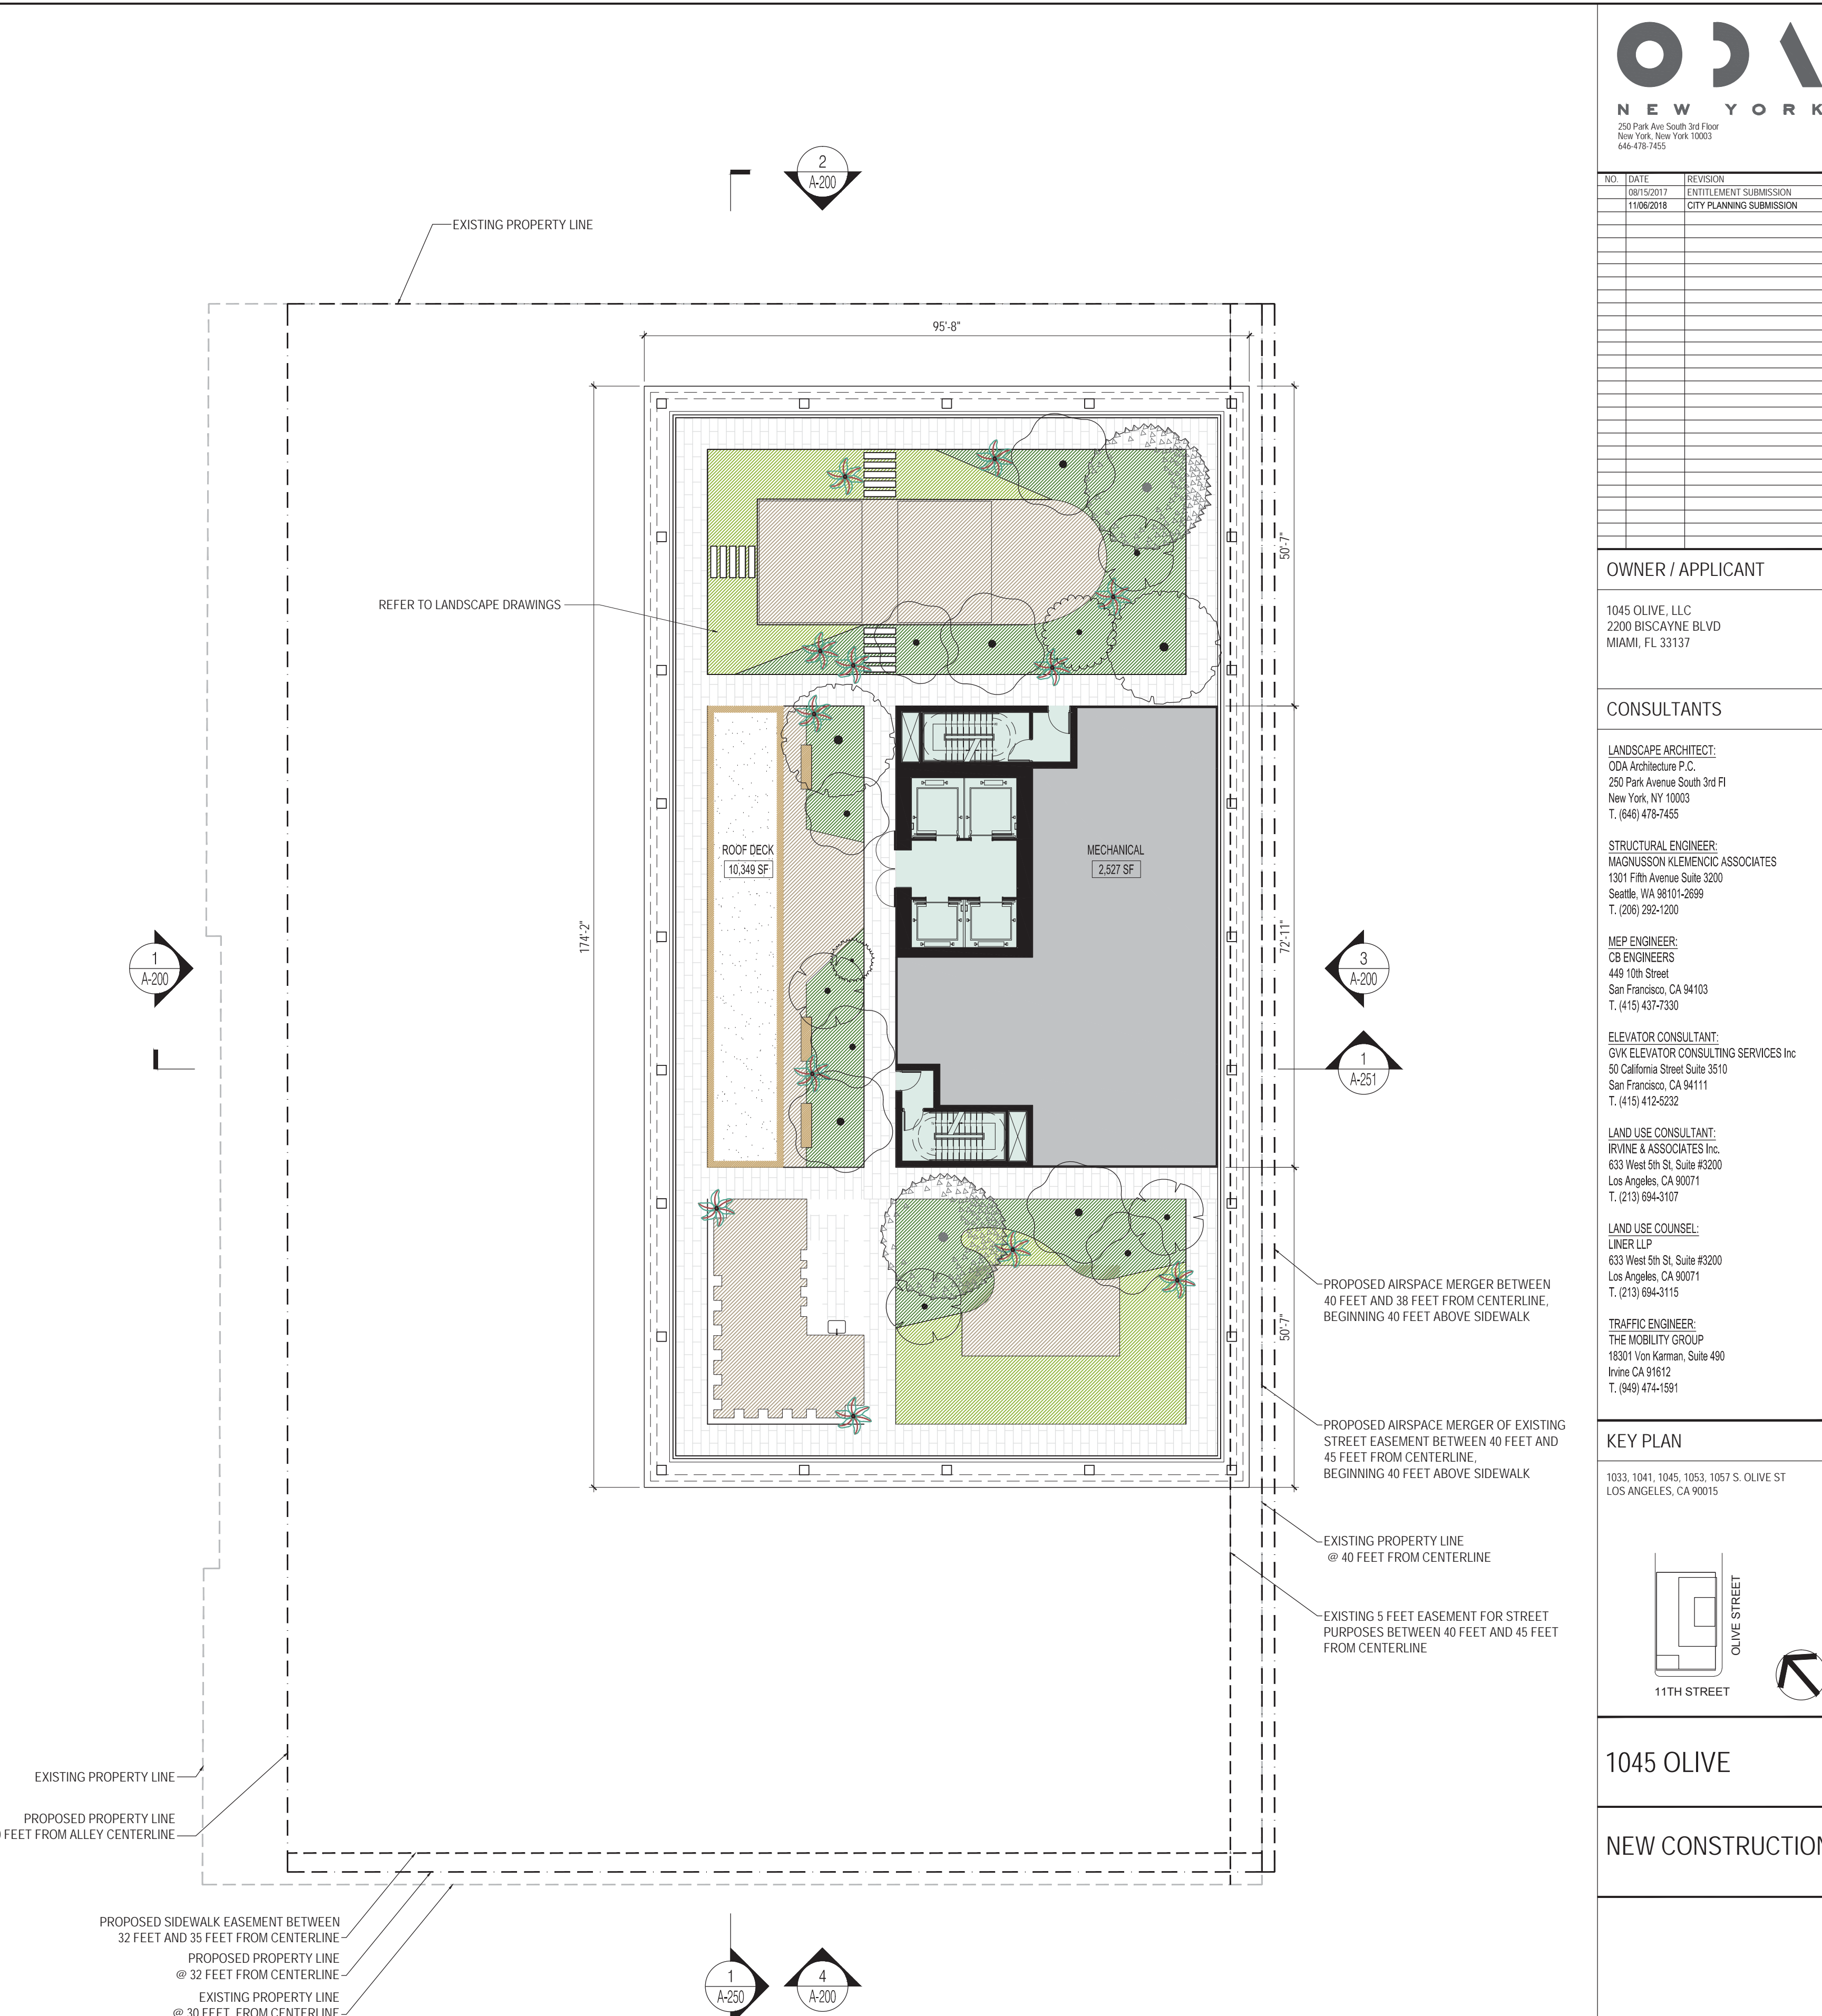 ODA
NEW YORK
250 Park Ave South 3rd Floor
New York, New York 10003
646-478-7455
NO. DATE REVISION
08/15/2017 ENTITLEMENT SUBMISSION
11/06/2018 CITY PLANNING SUBMISSION
OWNER / APPLICANT
1045 OLIVE, LLC
2200 BISCAYNE BLVD
MIAMI, FL 33137
CONSULTANTS
LANDSCAPE ARCHITECT:
ODA Architecture P.C.
250 Park Avenue South 3rd Fl
New York, NY 10003
T. (646) 478-7455
STRUCTURAL ENGINEER:
MAGNUSSON KLEMENCIC ASSOCIATES
1301 Fifth Avenue Suite 3200
Seattle, WA 98101-2699
T. (206) 292-1200
MEP ENGINEER:
CB ENGINEERS
449 10th Street
San Francisco, CA 94103
T. (415) 437-7330
ELEVATOR CONSULTANT:
GVK ELEVATOR CONSULTING SERVICES Inc
50 California Street Suite 3510
San Francisco, CA 94111
T. (415) 412-5232
LAND USE CONSULTANT:
IRVINE & ASSOCIATES Inc.
633 West 5th St, Suite #3200
Los Angeles, CA 90071
T. (213) 694-3107
LAND USE COUNSEL:
LINER LLP
633 West 5th St, Suite #3200
Los Angeles, CA 90071
T. (213) 694-3115
TRAFFIC ENGINEER:
THE MOBILITY GROUP
18301 Von Karman, Suite 490
Irvine CA 91612
T. (949) 474-1591
KEY PLAN
1033, 1041, 1045, 1053, 1057 S. OLIVE ST
LOS ANGELES, CA 90015
OLIVE STREET
11TH STREET
1045 OLIVE
NEW CONSTRUCTION
2
A-200
EXISTING PROPERTY LINE
95'-8"
50'-7"
REFER TO LANDSCAPE DRAWINGS
ROOF DECK
10,349 SF
MECHANICAL
2,527 SF
174'-2"
72'-11"
1
A-200
3
A-200
1
A-251
PROPOSED AIRSPACE MERGER BETWEEN
40 FEET AND 38 FEET FROM CENTERLINE,
BEGINNING 40 FEET ABOVE SIDEWALK
50'-7"
PROPOSED AIRSPACE MERGER OF EXISTING
STREET EASEMENT BETWEEN 40 FEET AND
45 FEET FROM CENTERLINE,
BEGINNING 40 FEET ABOVE SIDEWALK
EXISTING PROPERTY LINE
@ 40 FEET FROM CENTERLINE
EXISTING 5 FEET EASEMENT FOR STREET
PURPOSES BETWEEN 40 FEET AND 45 FEET
FROM CENTERLINE
EXISTING PROPERTY LINE
PROPOSED PROPERTY LINE
FEET FROM ALLEY CENTERLINE
PROPOSED SIDEWALK EASEMENT BETWEEN
32 FEET AND 35 FEET FROM CENTERLINE
PROPOSED PROPERTY LINE
@ 32 FEET FROM CENTERLINE
EXISTING PROPERTY LINE
@ 30 FEET FROM CENTERLINE
1
A-250
4
A-200